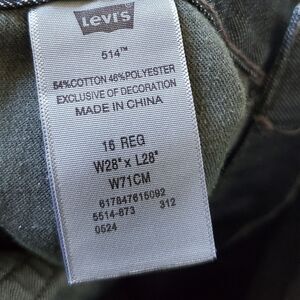 Levi's
514™
54%COTTON 46%POLYESTER
EXCLUSIVE OF DECORATION
MADE IN CHINA
16 REG
W28" x L28"
W71CM
617847615092
5514-873 312
0524